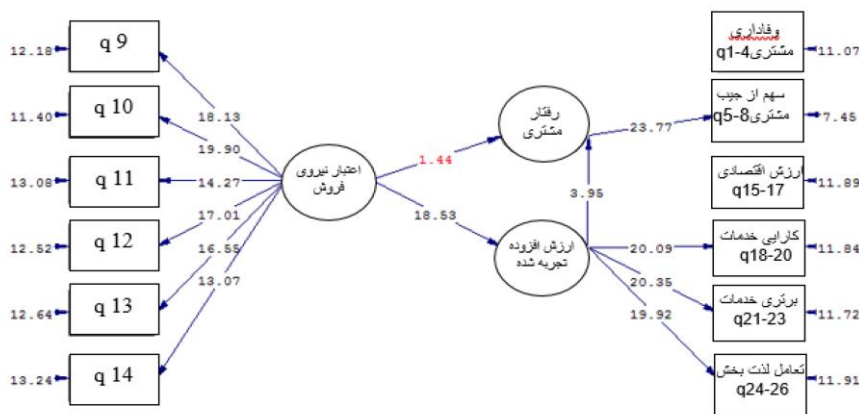 12.18
q 9
11.40
q 10
13.08
q 11
12.52
q 12
12.64
q 13
13.24
q 14
18.13
19.90
14.27
17.01
16.55
13.07
اعتبار نیروی
فروش
1.44
18.53
رفتار
مشتری
3.95
ارزش افزوده
تجربه شده
23.77
20.09
20.35
19.92
وفاداری
مشتری q1-4
11.07
سهم از جیب
مشتری q5-8
7.45
ارزش اقتصادی
q15-17
11.89
کارایی خدمات
q18-20
11.84
برتری خدمات
q21-23
11.72
تعامل لذت بخش
q24-26
11.91